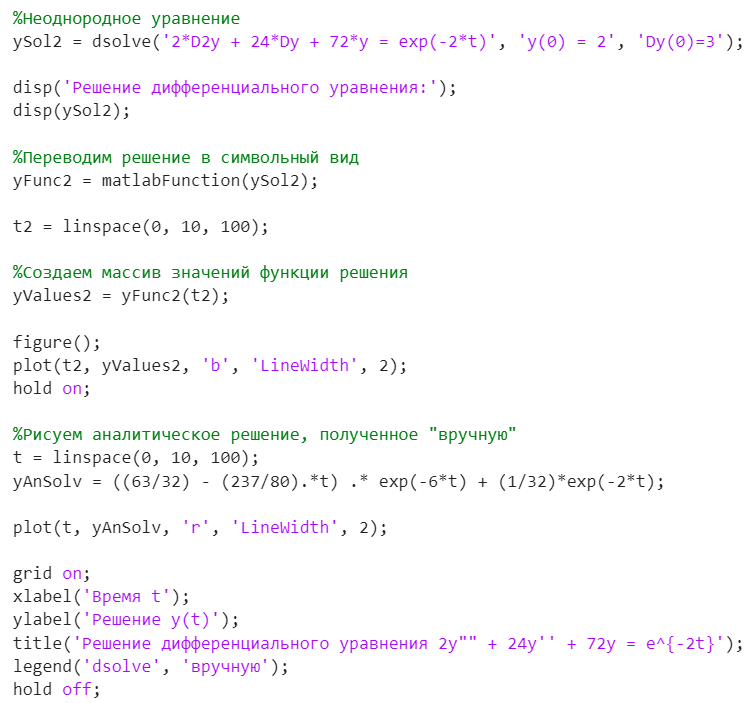 %Неоднородное уравнение
ySol2 = dsolve('2*D2y + 24*Dy + 72*y = exp(-2*t)', 'y(0) = 2', 'Dy(0)=3');
disp('Решение дифференциального уравнения:');
disp(ySol2);
%Переводим решение в символьный вид
yFunc2 = matlabFunction(ySol2);
t2 = linspace(0, 10, 100);
%Создаем массив значений функции решения
yValues2 = yFunc2(t2);
figure();
plot(t2, yValues2, 'b', 'LineWidth', 2);
hold on;
%Рисуем аналитическое решение, полученное "вручную"
t = linspace(0, 10, 100);
yAnSolv = ((63/32) - (237/80).*t) .* exp(-6*t) + (1/32)*exp(-2*t);
plot(t, yAnSolv, 'r', 'LineWidth', 2);
grid on;
xlabel('Время t');
ylabel('Решение y(t)');
title('Решение дифференциального уравнения 2y"" + 24y'' + 72y = e^{-2t}');
legend('dsolve', 'вручную');
hold off;